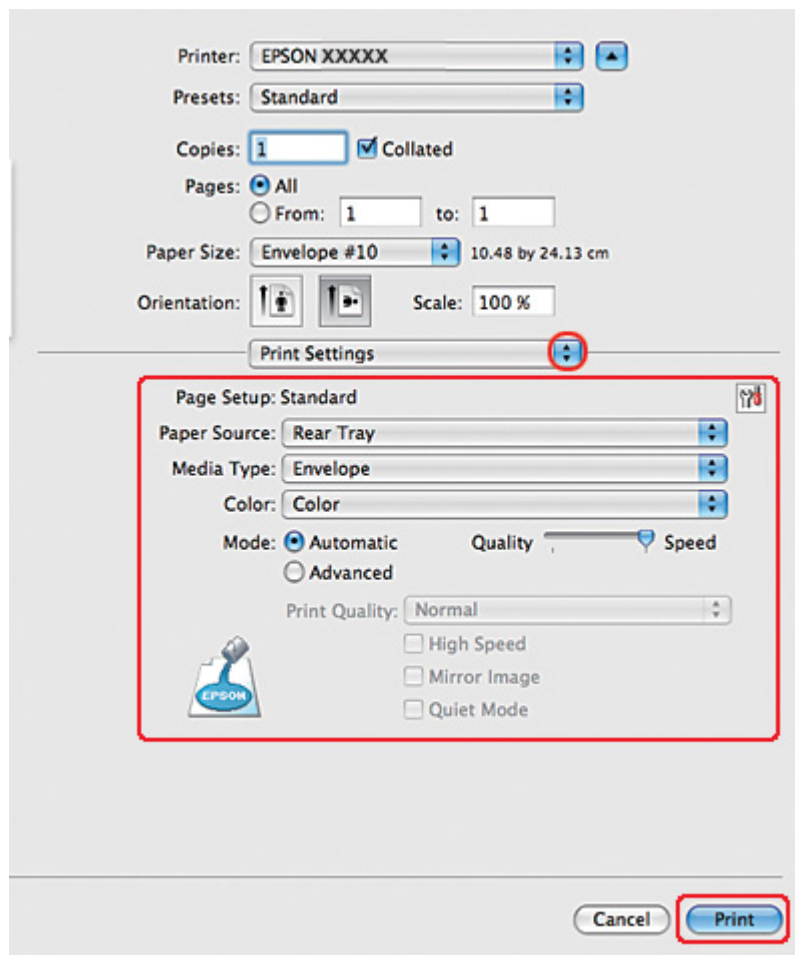 Printer: EPSON XXXXX
Presets: Standard
Copies: 1 Collated
Pages: All
From: 1 to: 1
Paper Size: Envelope #10 10.48 by 24.13 cm
Orientation: Scale: 100 %
Print Settings
Page Setup: Standard
Paper Source: Rear Tray
Media Type: Envelope
Color: Color
Mode: Automatic Quality Speed
Advanced
Print Quality: Normal
High Speed
Mirror Image
EPSON
Quiet Mode
Cancel Print